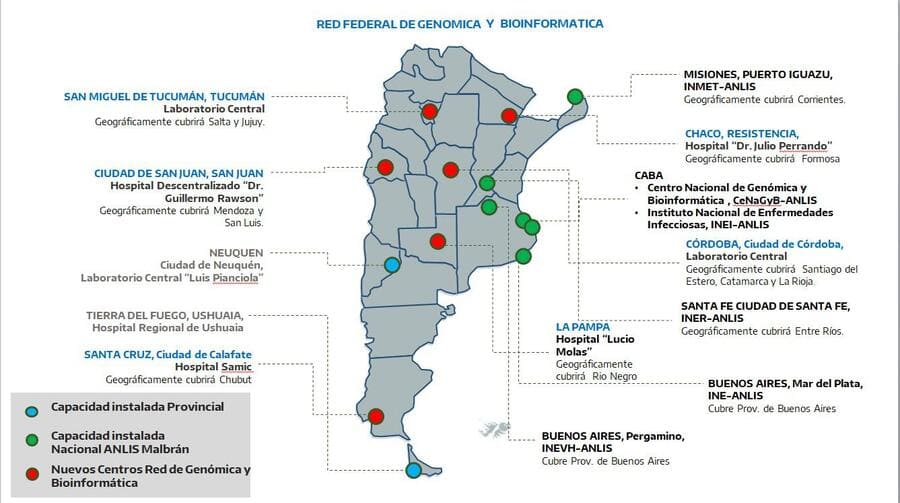 RED FEDERAL DE GENOMICA Y BIOINFORMATICA
SAN MIGUEL DE TUCUMÁN, TUCUMÁN
Laboratorio Central
Geográficamente cubrirá Salta y Jujuy.
CIUDAD DE SAN JUAN, SAN JUAN
Hospital Descentralizado "Dr.
Guillermo Rawson"
Geográficamente cubrirá Mendoza y
San Luis.
NEUQUEN
Ciudad de Neuquén,
Laboratorio Central "Luis Pianciola"
TIERRA DEL FUEGO, USHUAIA,
Hospital Regional de Ushuaia
SANTA CRUZ, Ciudad de Calafate
Hospital Samic
Geográficamente cubrirá Chubut
Capacidad instalada Provincial
Capacidad instalada
Nacional ANLIS Malbrán
Nuevos Centros Red de Genómica y
Bioinformática
MISIONES, PUERTO IGUAZU,
INMET-ANLIS
Geográficamente cubrirá Corrientes.
CHACO, RESISTENCIA,
Hospital "Dr. Julio Perrando"
Geográficamente cubrirá Formosa
CABA
• Centro Nacional de Genómica y
Bioinformática , CeNaGyB-ANLIS
• Instituto Nacional de Enfermedades
Infecciosas, INEI-ANLIS
CÓRDOBA, Ciudad de Córdoba,
Laboratorio Central
Geográficamente cubrirá Santiago del
Estero, Catamarca y La Rioja.
SANTA FE CIUDAD DE SANTA FE,
INER-ANLIS
Geográficamente cubrirá Entre Ríos.
LA PAMPA
Hospital "Lucio
Molas"
Geográficamente
cubrirá Rio Negro
BUENOS AIRES, Mar del Plata,
INE-ANLIS
Cubre Prov. de Buenos Aires
BUENOS AIRES, Pergamino,
INEVH-ANLIS
Cubre Prov. de Buenos Aires